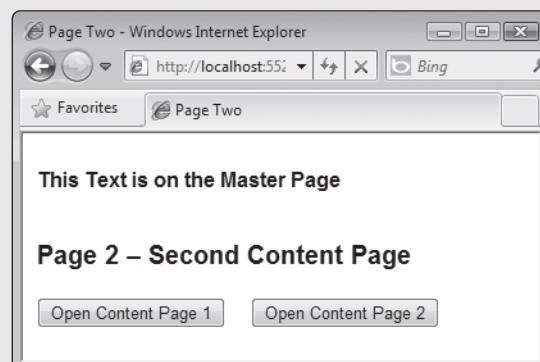 Page Two - Windows Internet Explorer
http://localhost:552
Bing
Favorites
Page Two
This Text is on the Master Page
Page 2 – Second Content Page
Open Content Page 1
Open Content Page 2